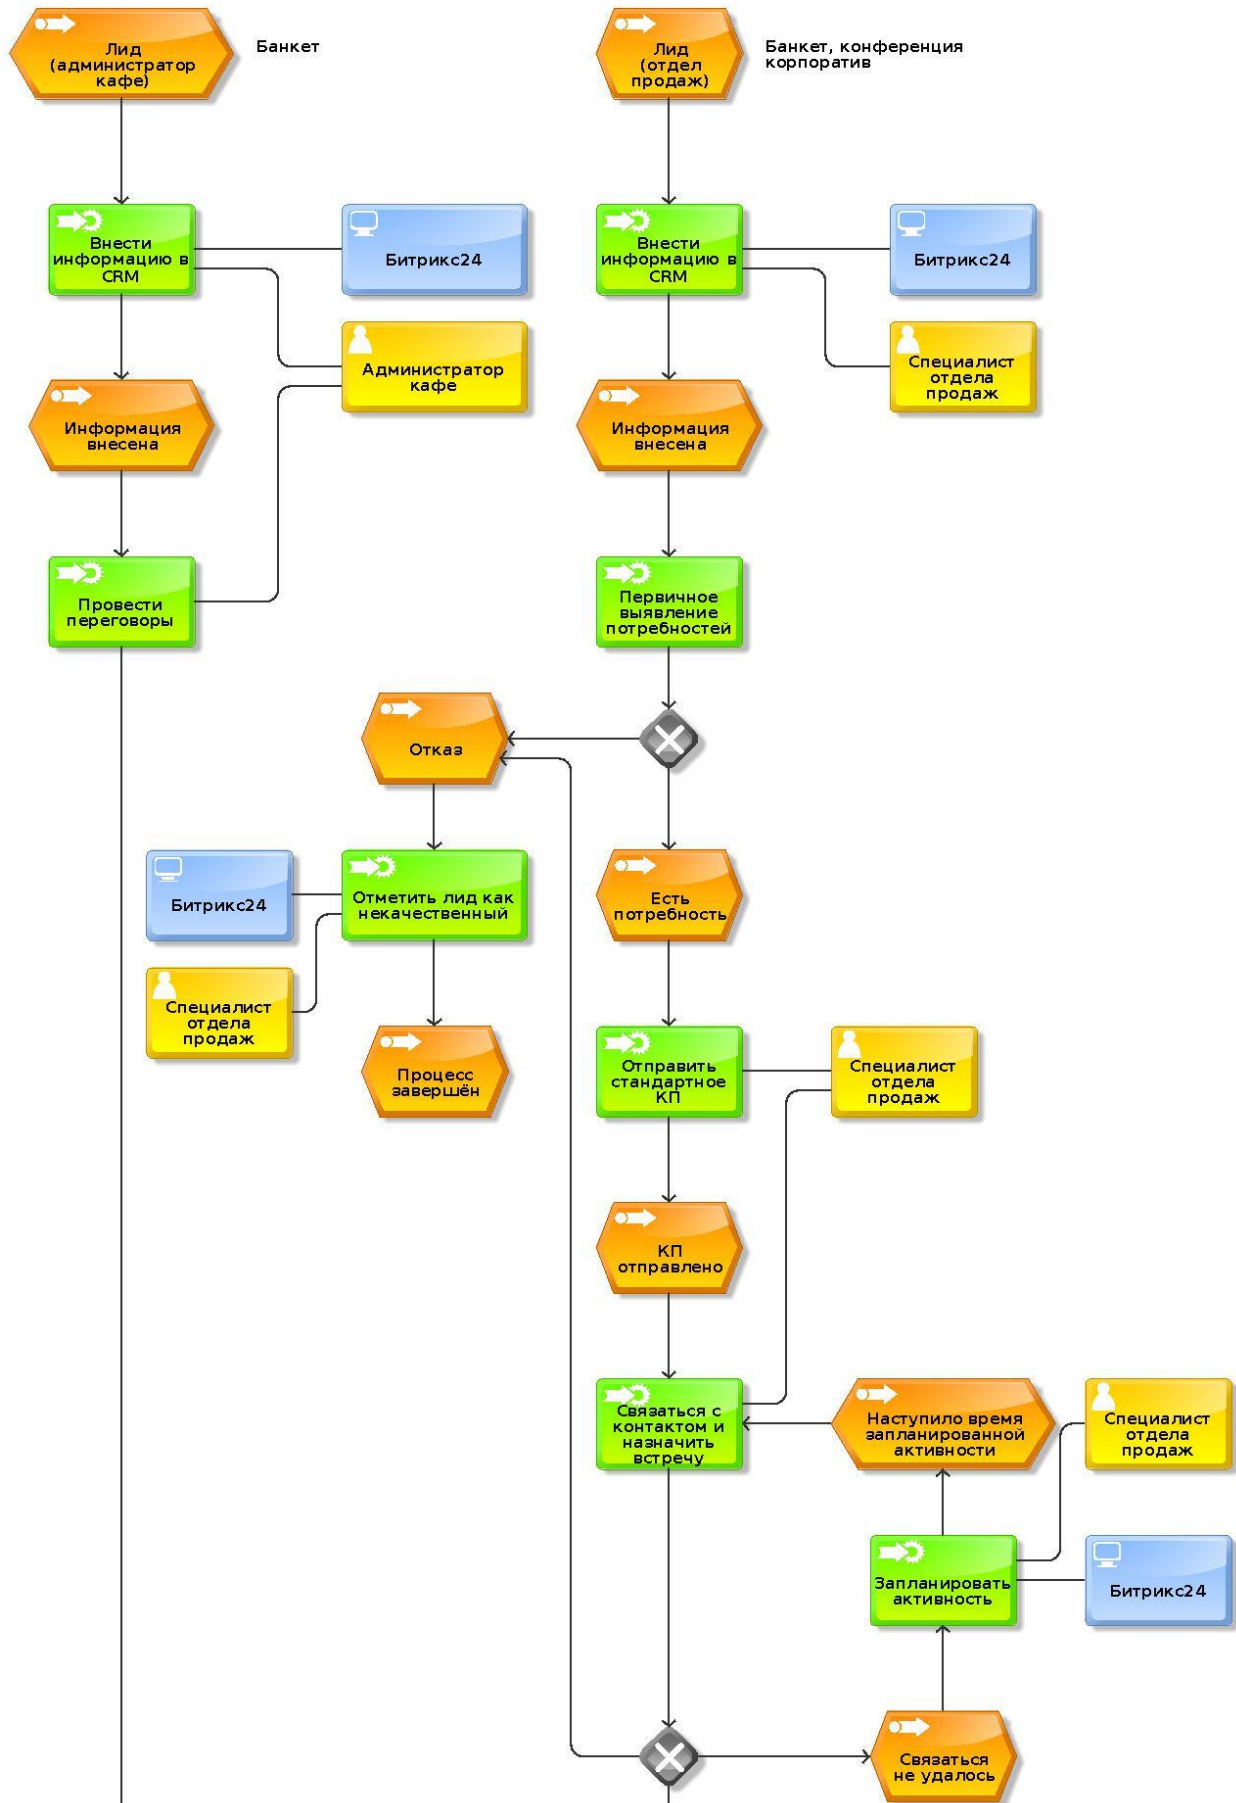 Лид
(администратор
кафе)
Банкет
Лид
(отдел
продаж)
Банкет, конференция
корпоратив
Внести
информацию в
CRM
Битрикс24
Внести
информацию в
CRM
Битрикс24
Администратор
кафе
Специалист
отдела
продаж
Информация
внесена
Информация
внесена
Провести
переговоры
Первичное
выявление
потребностей
Отказ
Битрикс24
Отметить лид как
некачественный
Есть
потребность
Специалист
отдела
продаж
Процесс
завершён
Отправить
стандартное
КП
Специалист
отдела
продаж
КП
отправлено
Связаться с
контактом и
назначить
встречу
Наступило время
запланированной
активности
Специалист
отдела
продаж
Запланировать
активность
Битрикс24
Связаться
не удалось